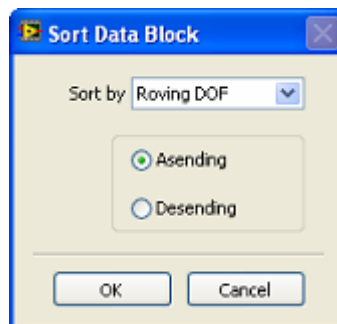 Sort Data Block
Sort by Roving DOF
Asending
Desending
OK Cancel